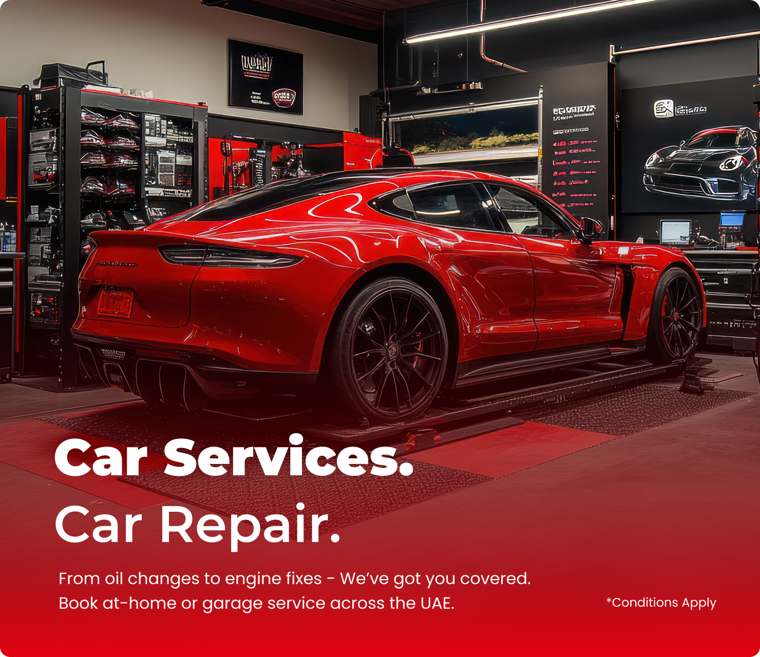 Car Services.
Car Repair.
From oil changes to engine fixes - We’ve got you covered.
Book at-home or garage service across the UAE.
*Conditions Apply